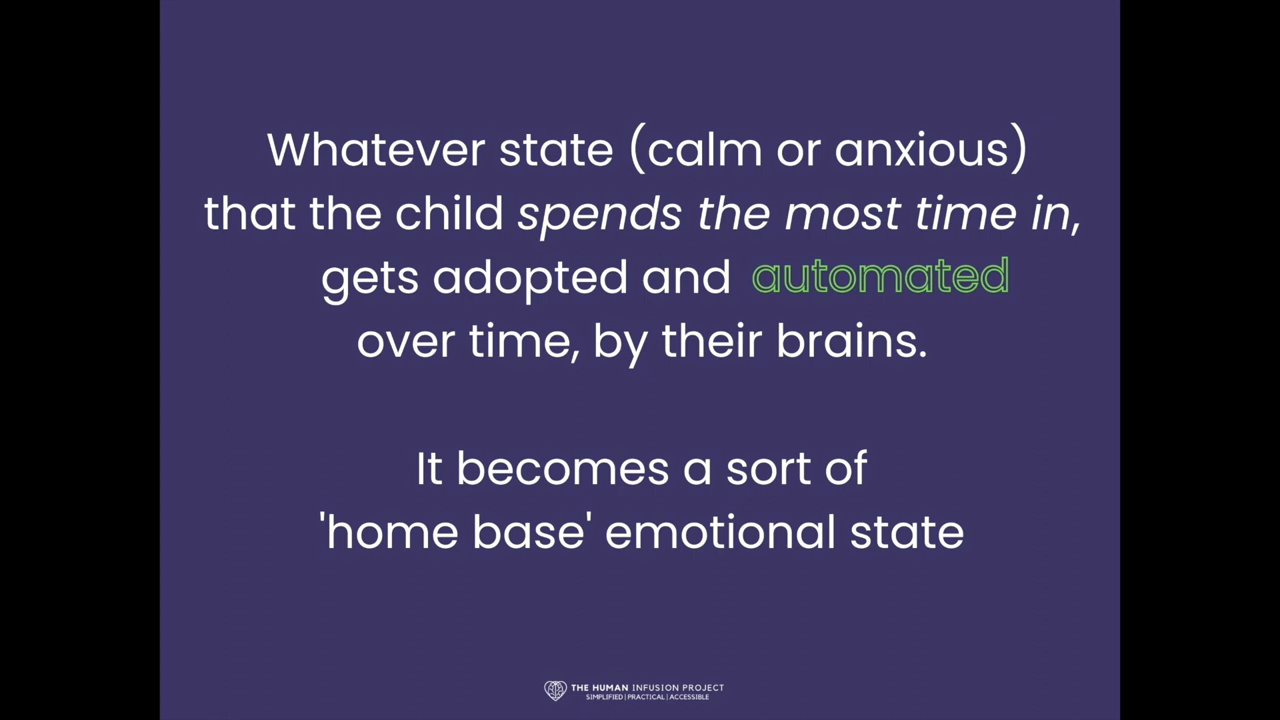 Whatever state (calm or anxious)
that the child spends the most time in,
gets adopted and automated
over time, by their brains.
It becomes a sort of
'home base' emotional state
THE HUMAN INFUSION PROJECT
SIMPLIFIED | PRACTICAL | ACCESSIBLE